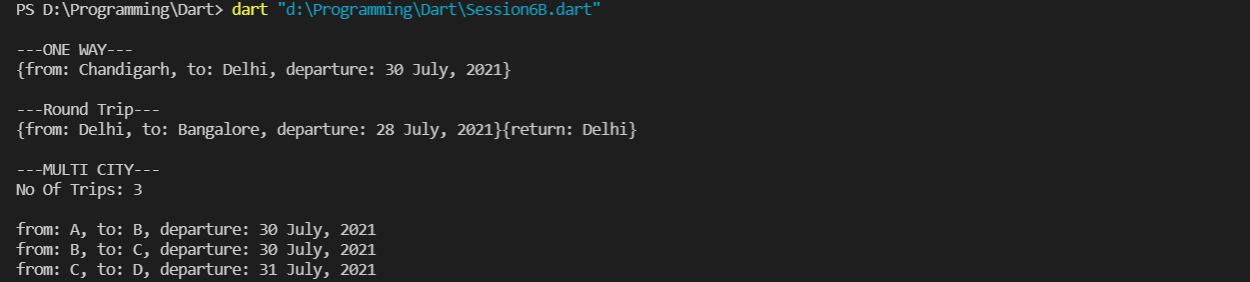 PS D:\Programming\Dart> dart "d:\Programming\Dart\Session6B.dart"
---ONE WAY---
{from: Chandigarh, to: Delhi, departure: 30 July, 2021}
---Round Trip---
{from: Delhi, to: Bangalore, departure: 28 July, 2021}{return: Delhi}
---MULTI CITY---
No Of Trips: 3
from: A, to: B, departure: 30 July, 2021
from: B, to: C, departure: 30 July, 2021
from: C, to: D, departure: 31 July, 2021